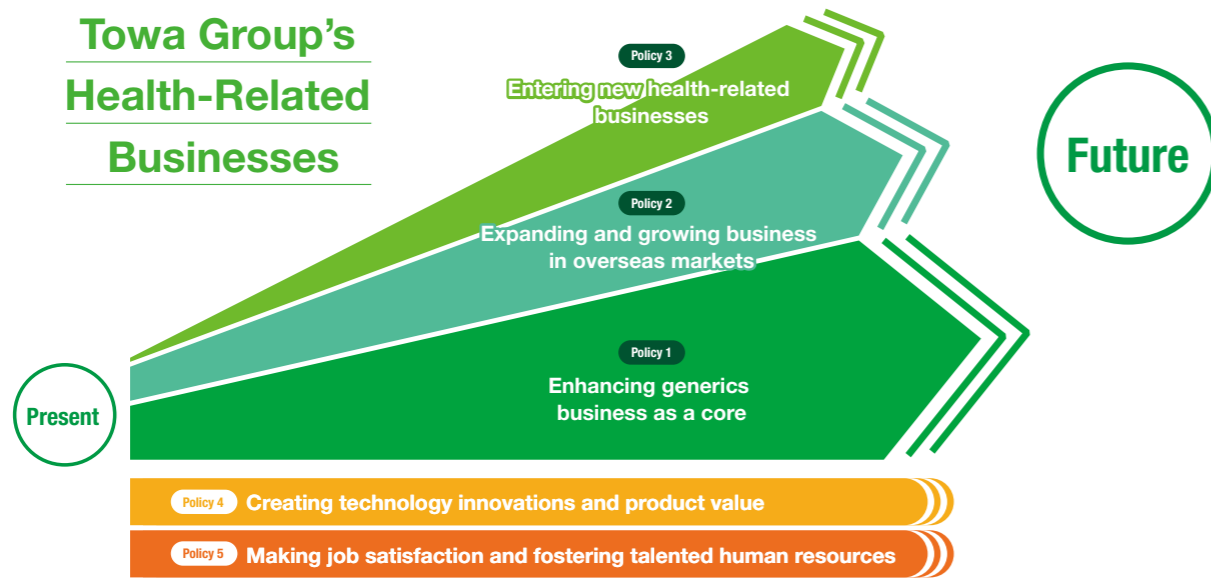 Towa Group's
Health-Related
Businesses
Policy 3
Entering new health-related
businesses
Future
Policy 2
Expanding and growing business
in overseas markets
Policy 1
Enhancing generics
business as a core
Present
Policy 4 Creating technology innovations and product value
Policy 5 Making job satisfaction and fostering talented human resources